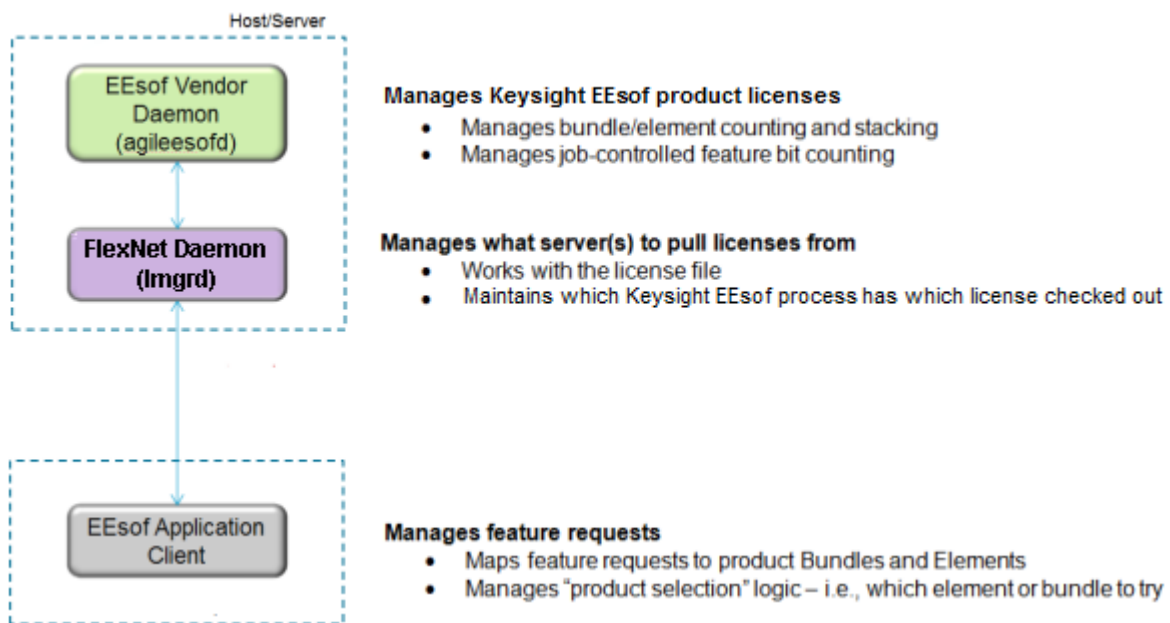 Host/Server
EEsof Vendor
Daemon
(agileesofd)
Manages Keysight EEsof product licenses
• Manages bundle/element counting and stacking
• Manages job-controlled feature bit counting
FlexNet Daemon
(lmgrd)
Manages what server(s) to pull licenses from
• Works with the license file
• Maintains which Keysight EEsof process has which license checked out
EEsof Application
Client
Manages feature requests
• Maps feature requests to product Bundles and Elements
• Manages “product selection” logic – i.e., which element or bundle to try